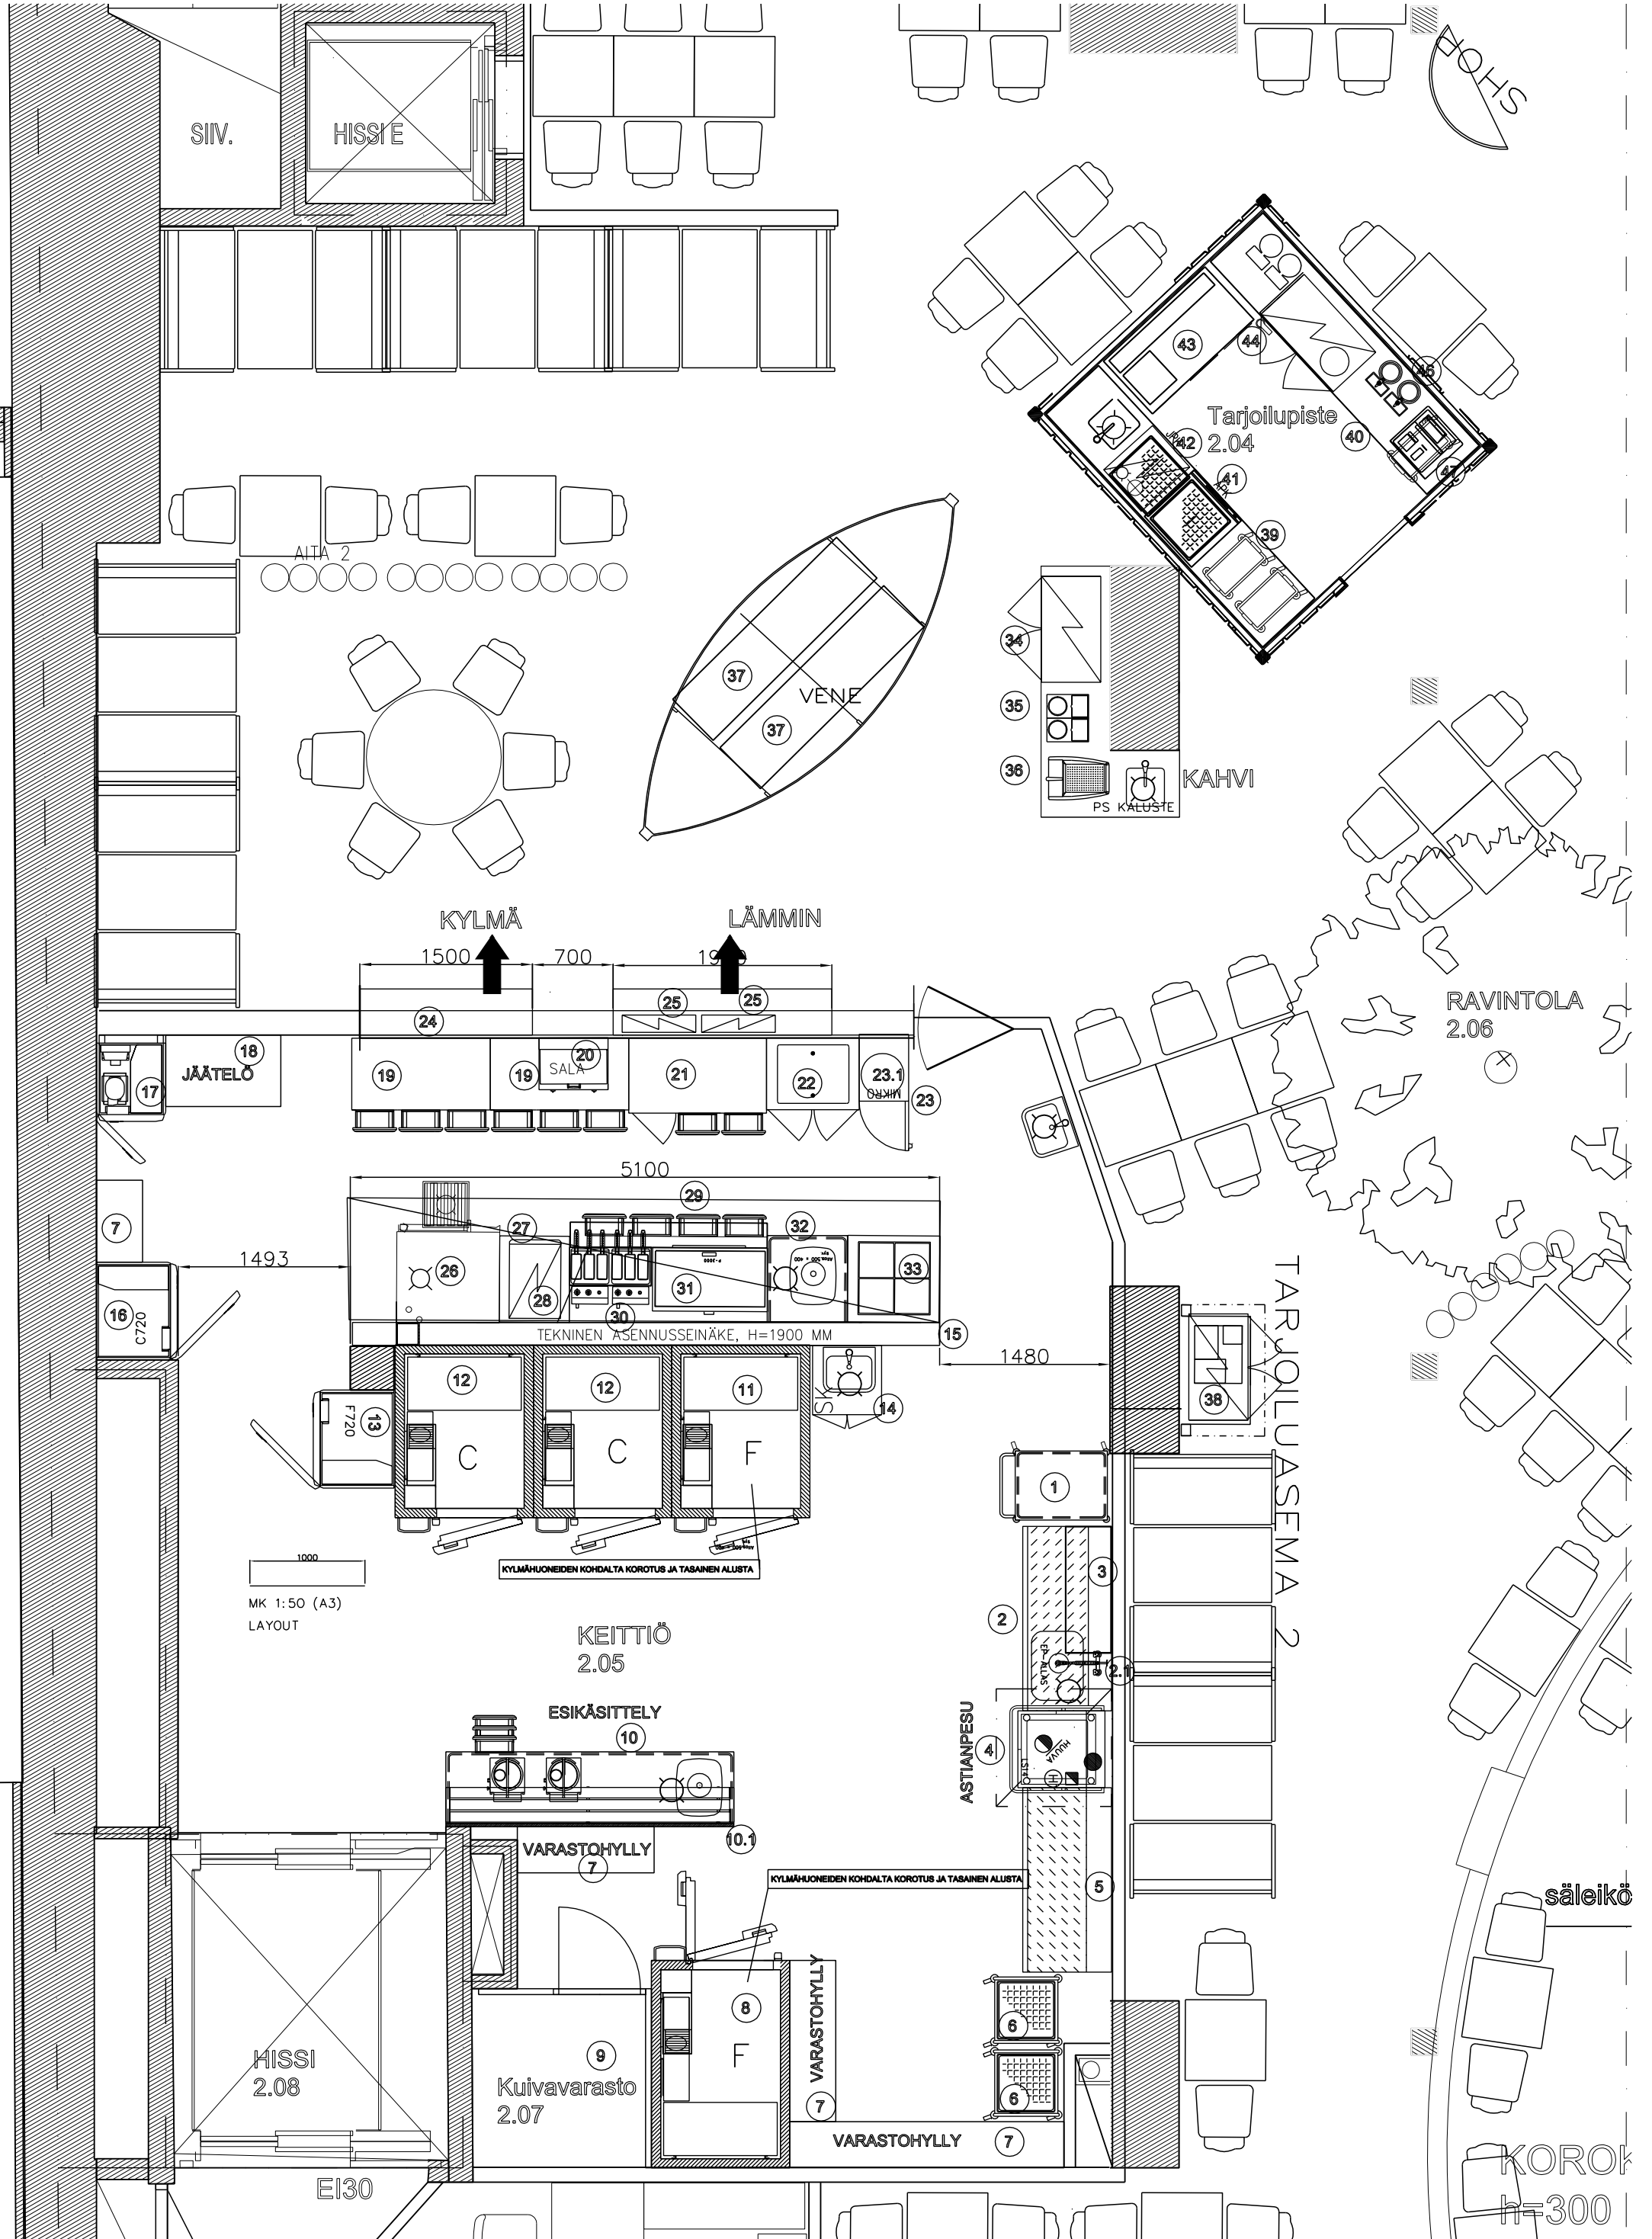 SIIV.
HISSI E
SHOP
43
44
46
Tarjoilupiste
2.04
40
42
41
47
39
AITA 2
34
37
VENE
37
35
36
KAHVI
PS KALUSTE
KYLMÄ
LÄMMIN
1500
700
25
25
24
RAVINTOLA
2.06
18
JÄÄTELÖ
17
19
19
20
SALA
21
22
23.1
MIKRO
23
5100
29
7
27
32
1493
26
28
31
30
33
16
C720
TEKNINEN ASENNUSSEINÄKE, H=1900 MM
15
1480
TARJOILUASEMA 2
12
12
11
SK
14
38
13
F720
C
C
F
1
KYLMÄHUONEIDEN KOHDALTA KOROTUS JA TASAINEN ALUSTA
1000
MK 1:50 (A3)
LAYOUT
3
2
KEITTIÖ
2.05
EP-ALLAS
2.1
ESIKÄSITTELY
10
ASTIANPESU
4
HUUVA
10.1
VARASTOHYLLY
7
KYLMÄHUONEIDEN KOHDALTA KOROTUS JA TASAINEN ALUSTA
5
säleikö
VARASTOHYLLY
8
6
9
F
HISSI
2.08
Kuivavarasto
2.07
6
7
VARASTOHYLLY
7
EI30
KOROK
h=300